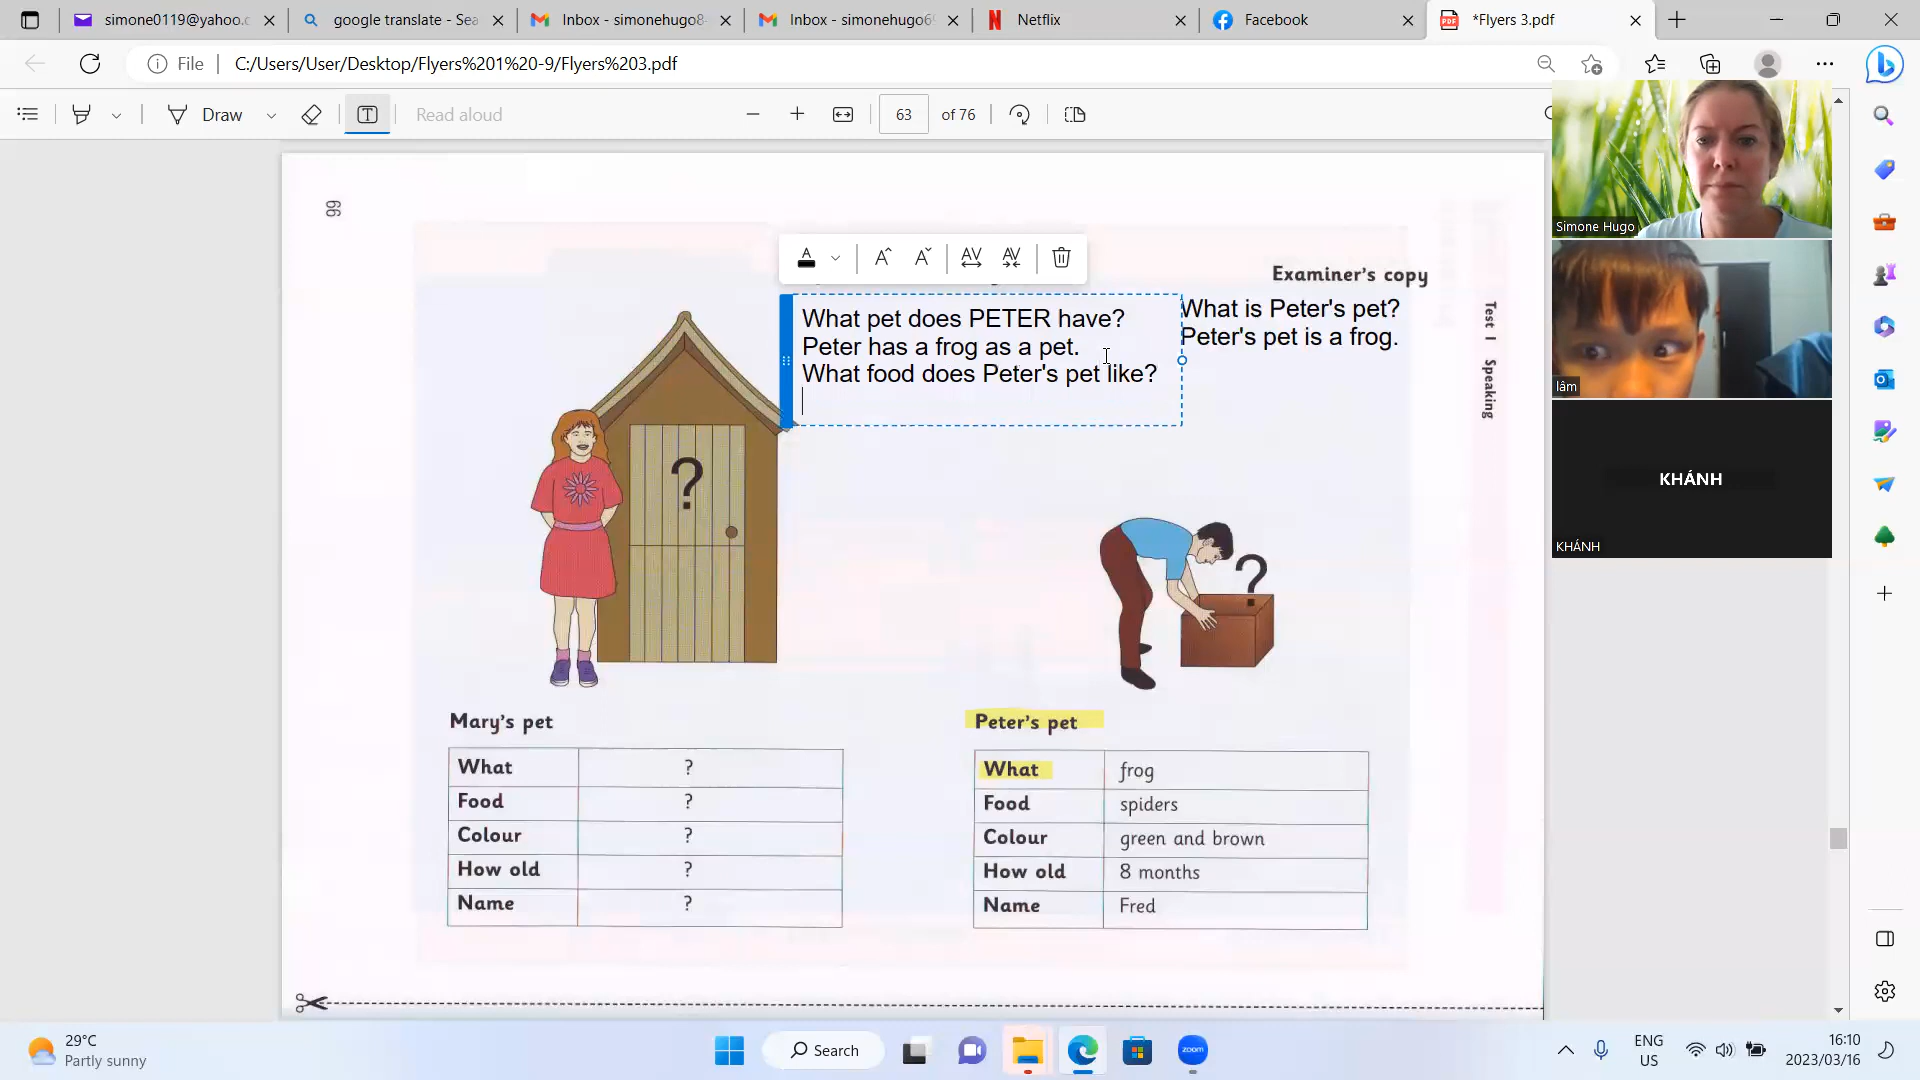 simone0119@yahoo.c
google translate - Sea
Inbox - simonehugo8
Inbox - simonehugo6
Netflix
Facebook
*Flyers 3.pdf
File
C:/Users/User/Desktop/Flyers%201%20-9/Flyers%203.pdf
Draw
Read aloud
63
of 76
66
Examiner's copy
What pet does PETER have?
Peter has a frog as a pet.
What food does Peter's pet like?
What is Peter's pet?
Peter's pet is a frog.
Test 1 Speaking
?
?
Mary's pet
What ?
Food ?
Colour ?
How old ?
Name ?
Peter's pet
What frog
Food spiders
Colour green and brown
How old 8 months
Name Fred
Simone Hugo
lâm
KHÁNH
KHÁNH
29°C
Partly sunny
Search
zoom
ENG
US
16:10
2023/03/16